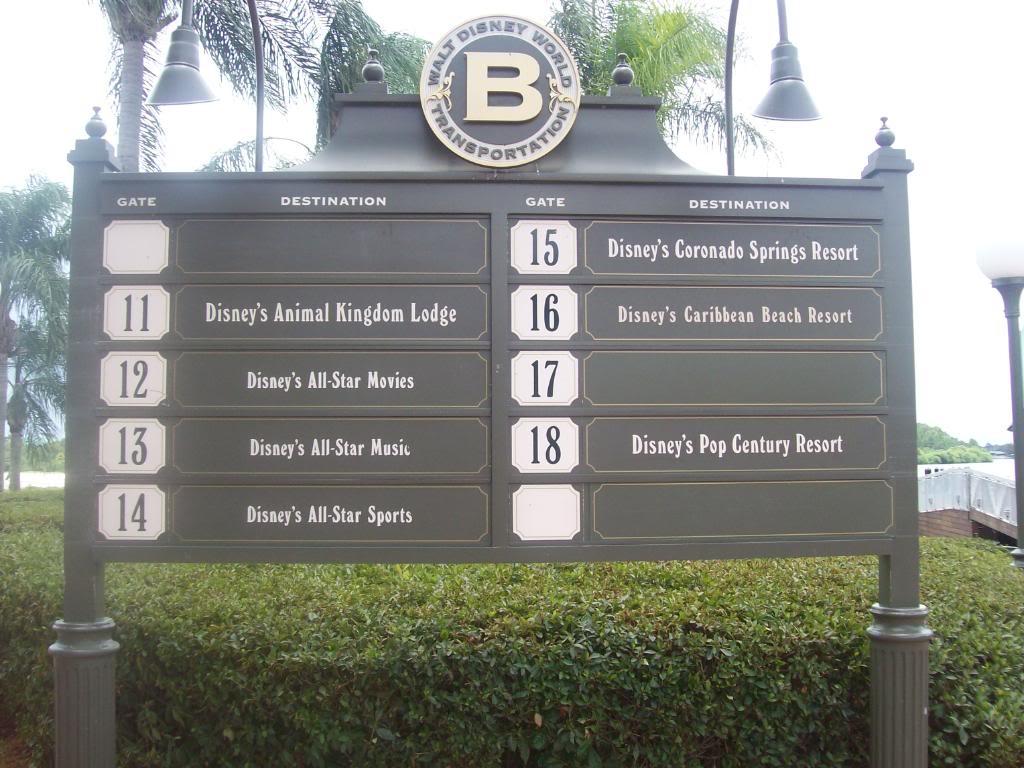 WALT DISNEY WORLD
B
TRANSPORTATION
GATE DESTINATION
11 Disney's Animal Kingdom Lodge
12 Disney's All-Star Movies
13 Disney's All-Star Music
14 Disney's All-Star Sports
GATE DESTINATION
15 Disney's Coronado Springs Resort
16 Disney's Caribbean Beach Resort
17
18 Disney's Pop Century Resort